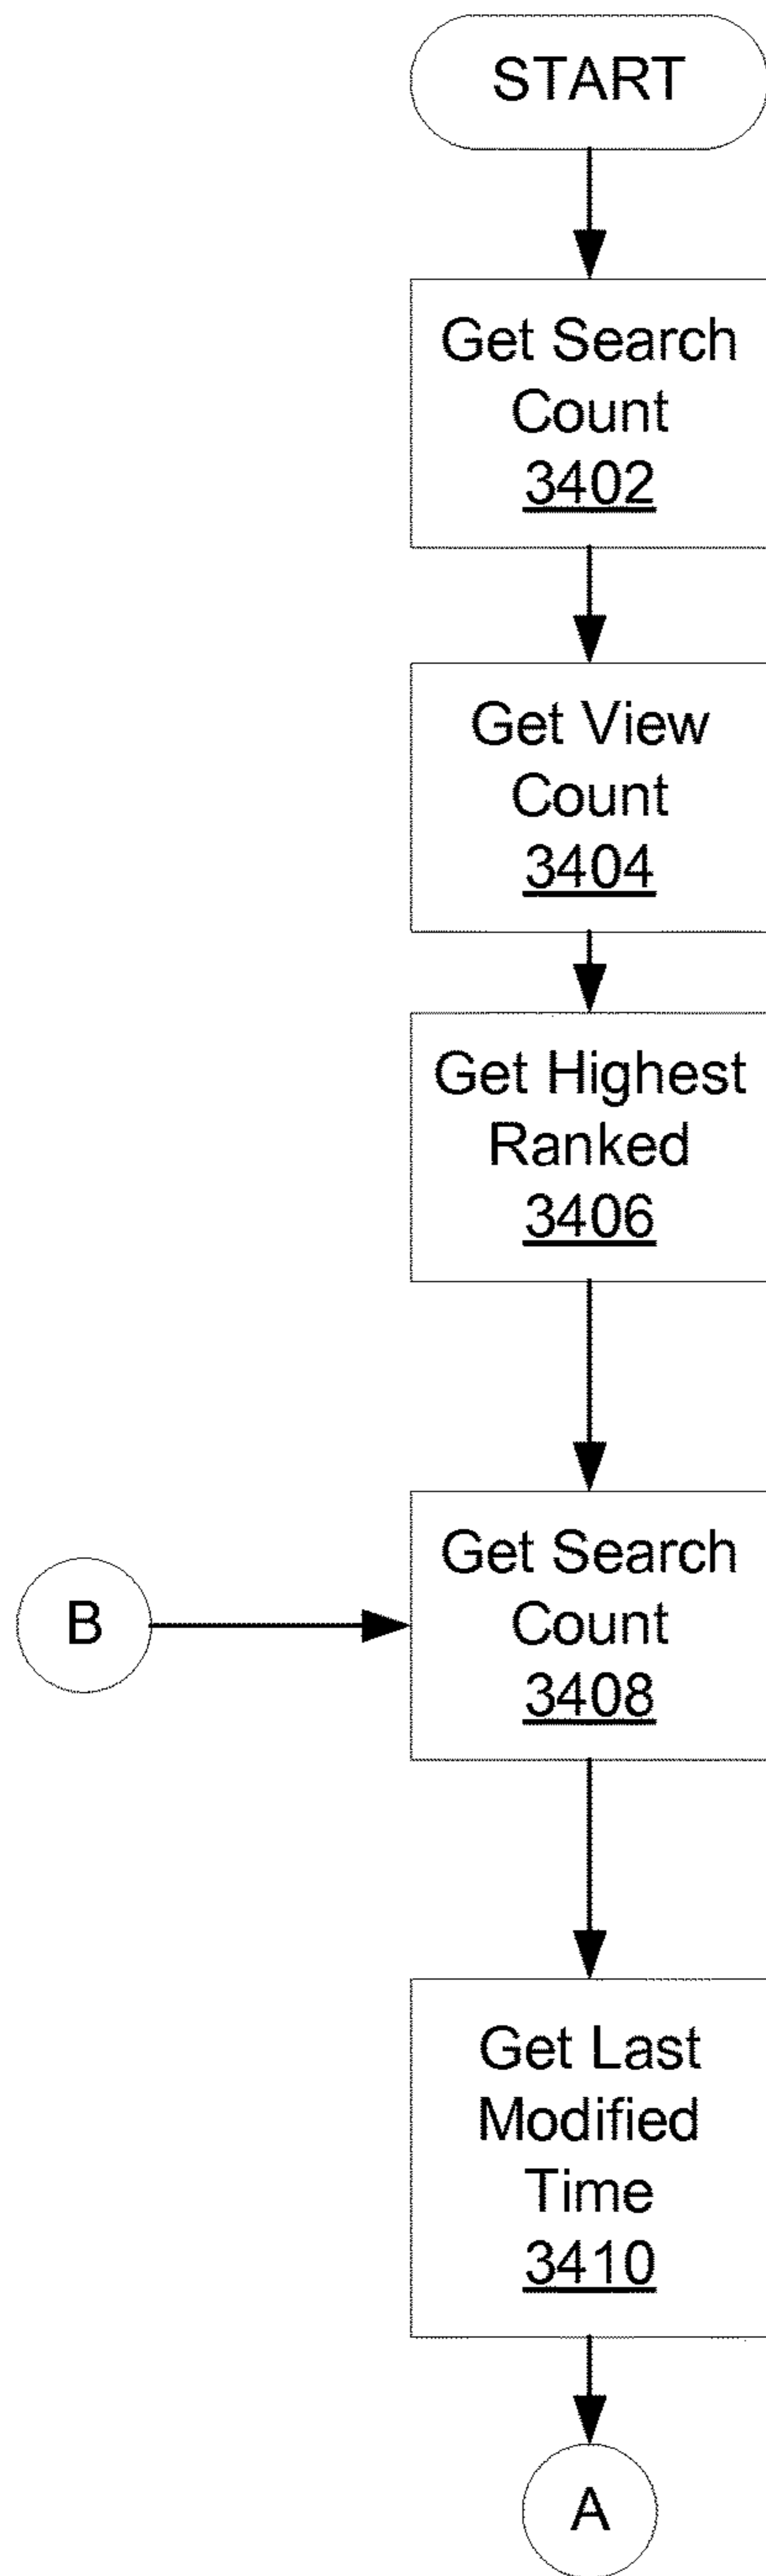 START
Get Search
Count
3402
Get View
Count
3404
Get Highest
Ranked
3406
Get Search
Count
3408
B
Get Last
Modified
Time
3410
A